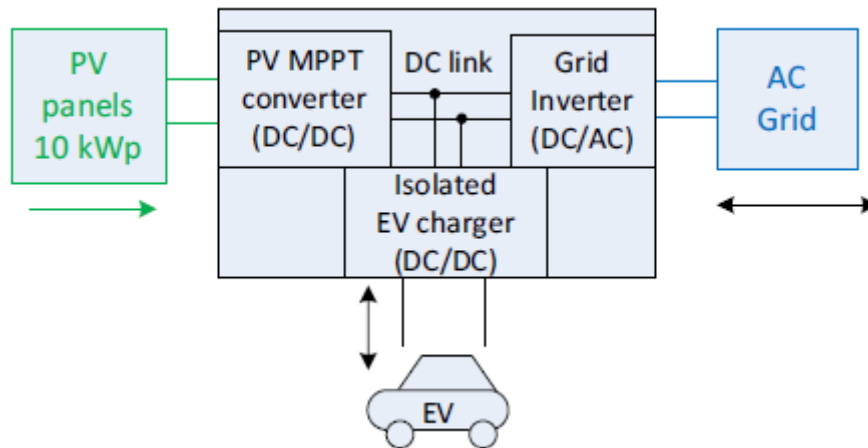 PV
panels
10 kWp
PV MPPT
converter
(DC/DC)
DC link
Grid
Inverter
(DC/AC)
AC
Grid
Isolated
EV charger
(DC/DC)
EV